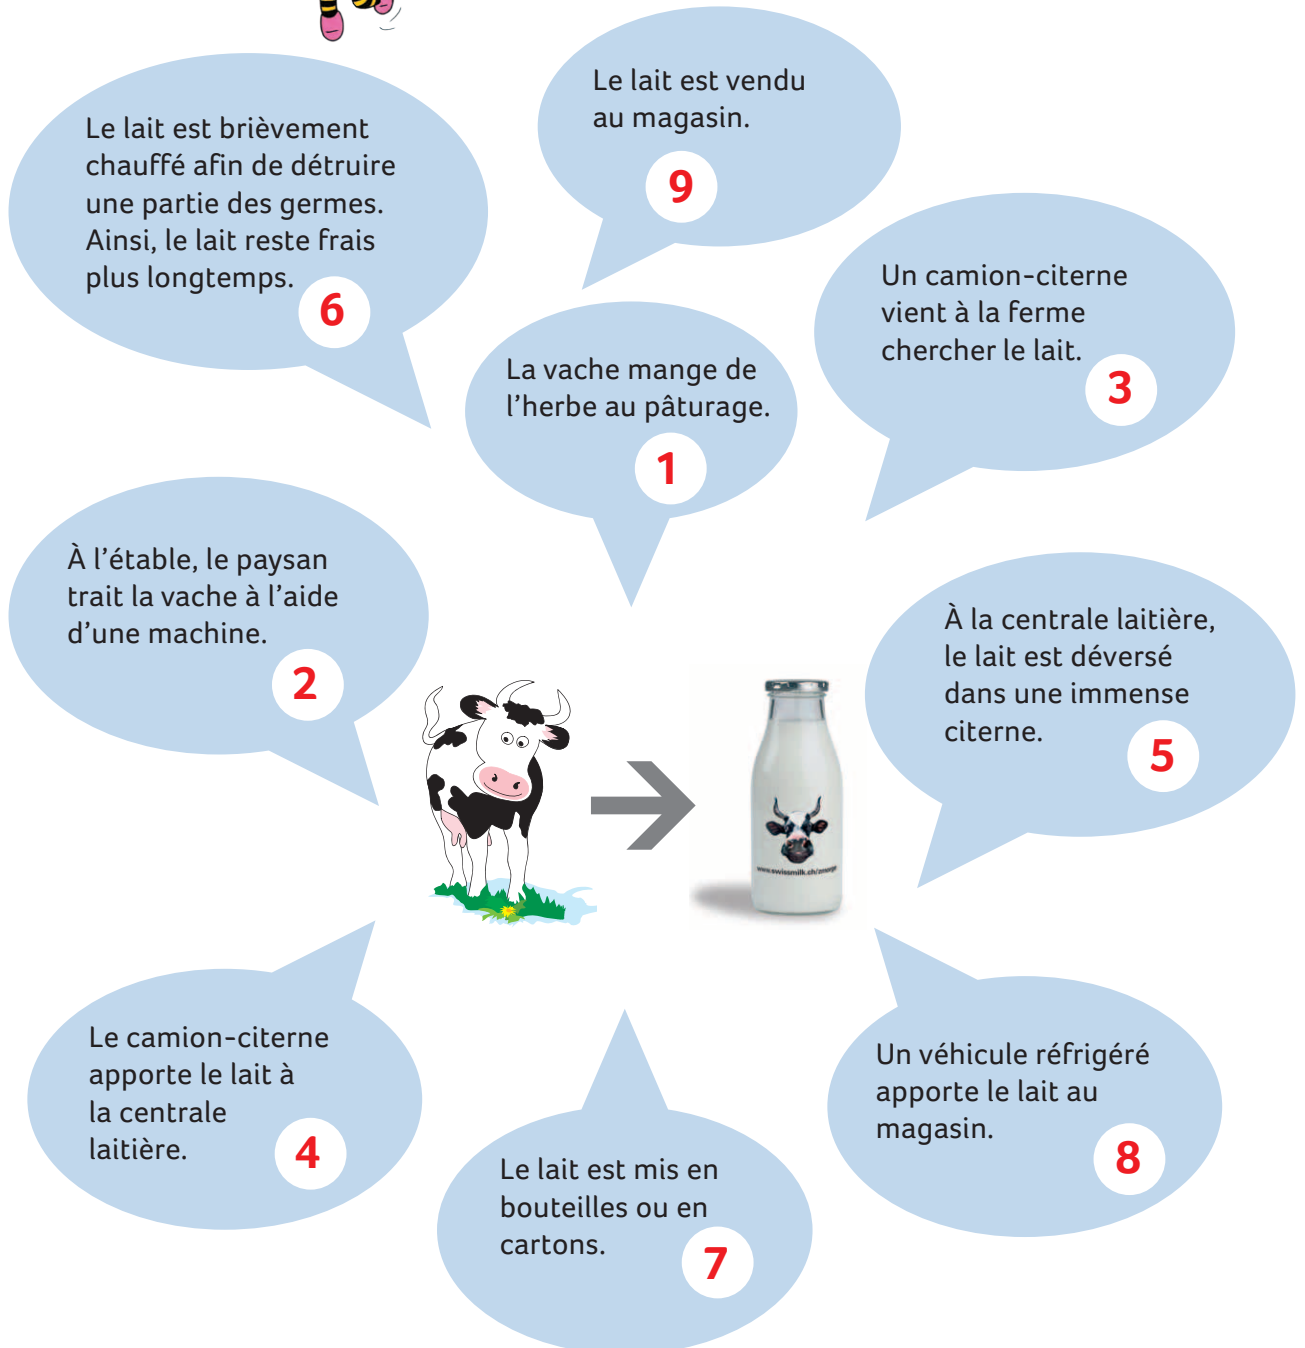 Le lait est vendu
au magasin.
9
Le lait est brièvement
chauffé afin de détruire
une partie des germes.
Ainsi, le lait reste frais
plus longtemps.
6
Un camion-citerne
vient à la ferme
chercher le lait.
3
La vache mange de
l’herbe au pâturage.
1
À l’étable, le paysan
trait la vache à l’aide
d’une machine.
2
À la centrale laitière,
le lait est déversé
dans une immense
citerne.
5
Le camion-citerne
apporte le lait à
la centrale
laitière.
4
Un véhicule réfrigéré
apporte le lait au
magasin.
8
Le lait est mis en
bouteilles ou en
cartons.
7